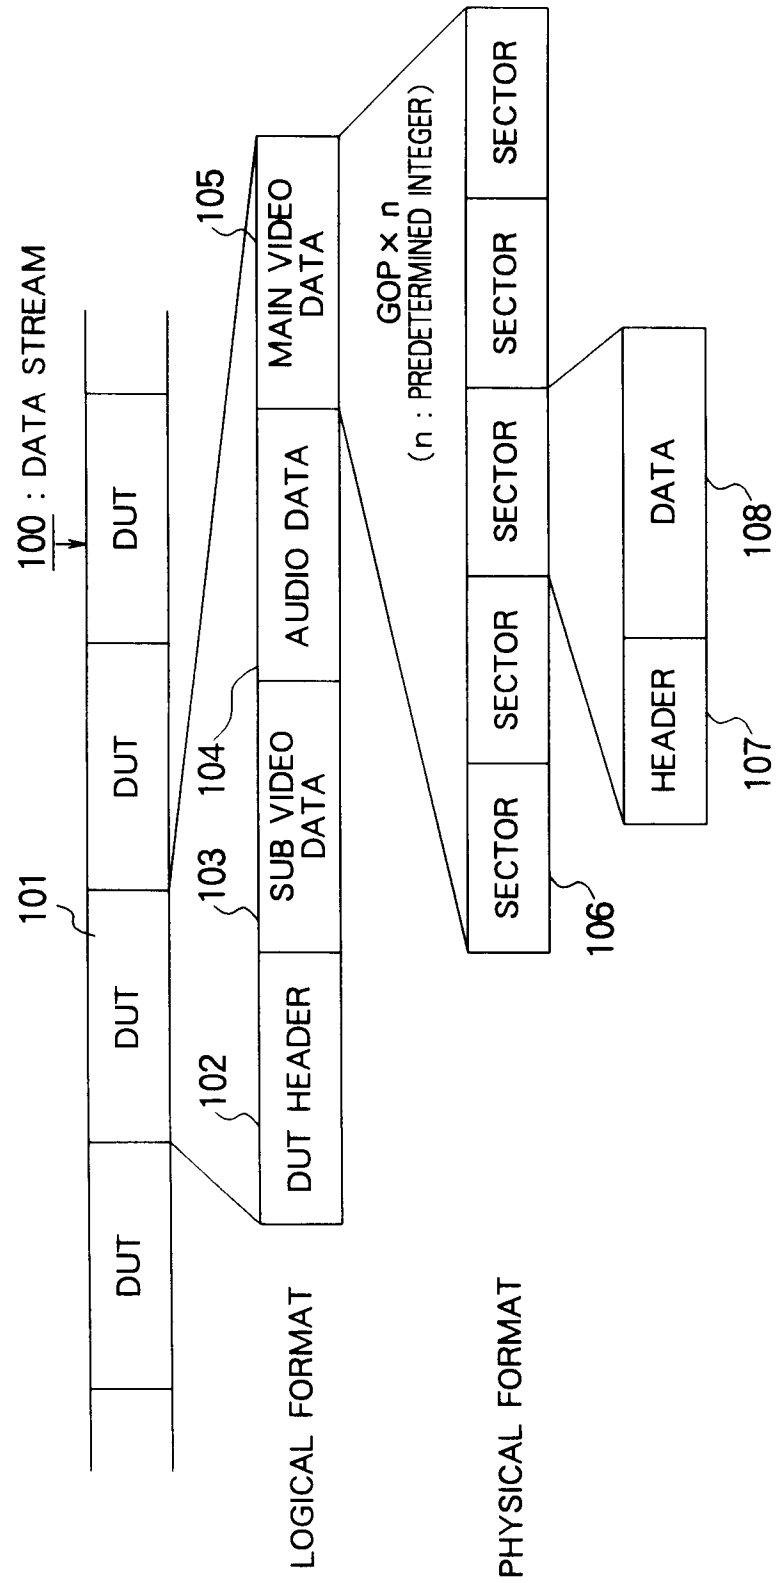 100 : DATA STREAM
101
DUT
DUT
DUT
DUT
LOGICAL FORMAT
102
103
104
105
DUT HEADER
SUB VIDEO
DATA
AUDIO DATA
MAIN VIDEO
DATA
GOP × n
(n : PREDETERMINED INTEGER)
PHYSICAL FORMAT
SECTOR
SECTOR
SECTOR
SECTOR
SECTOR
106
HEADER
DATA
107
108